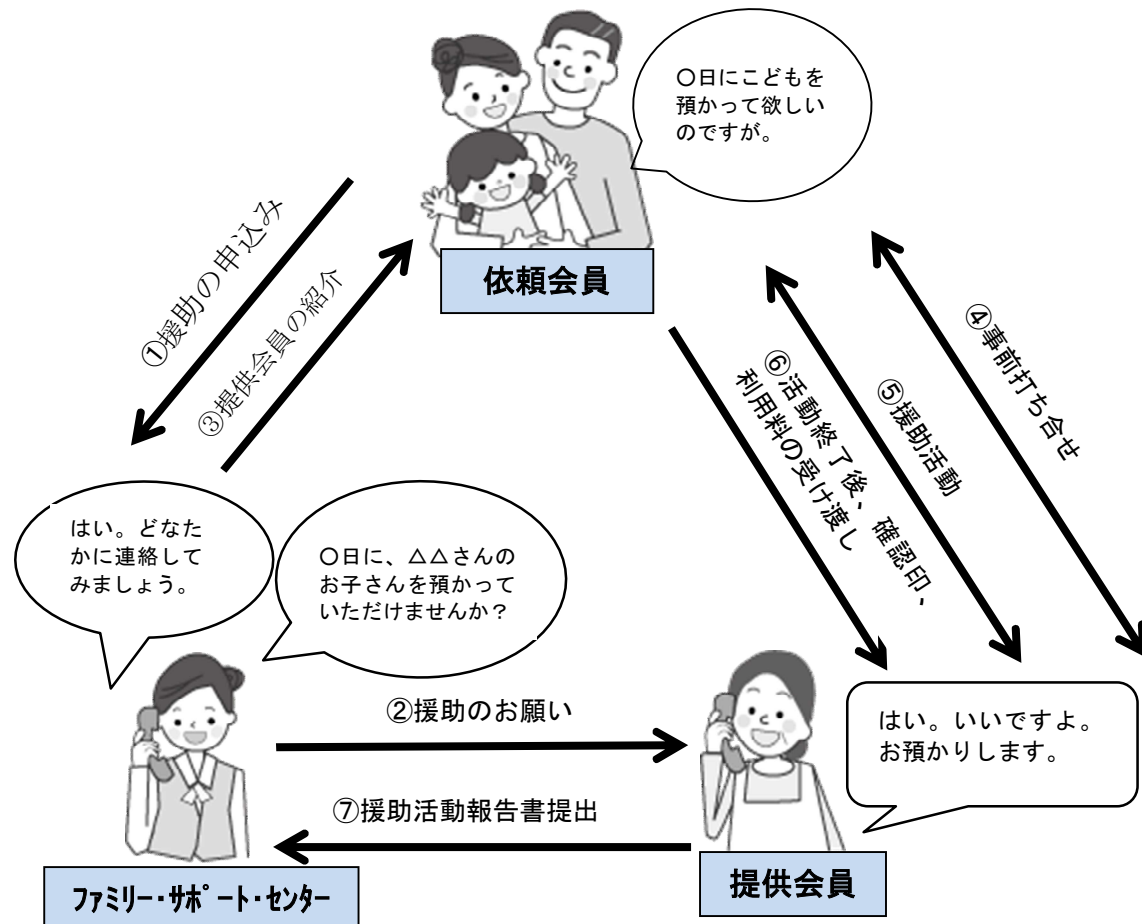 〇日にこどもを
預かって欲しい
のですが。
依頼会員
①援助の申込み
③提供会員の紹介
④事前打ち合せ
⑤援助活動
⑥活動終了後、確認印、
利用料の受け渡し
はい。どなた
かに連絡して
みましょう。
〇日に、△△さんの
お子さんを預かって
いただけませんか？
②援助のお願い
はい。いいですよ。
お預かりします。
⑦援助活動報告書提出
ﾌｧﾐﾘｰ・ｻﾎﾟｰﾄ・ｾﾝﾀｰ
提供会員